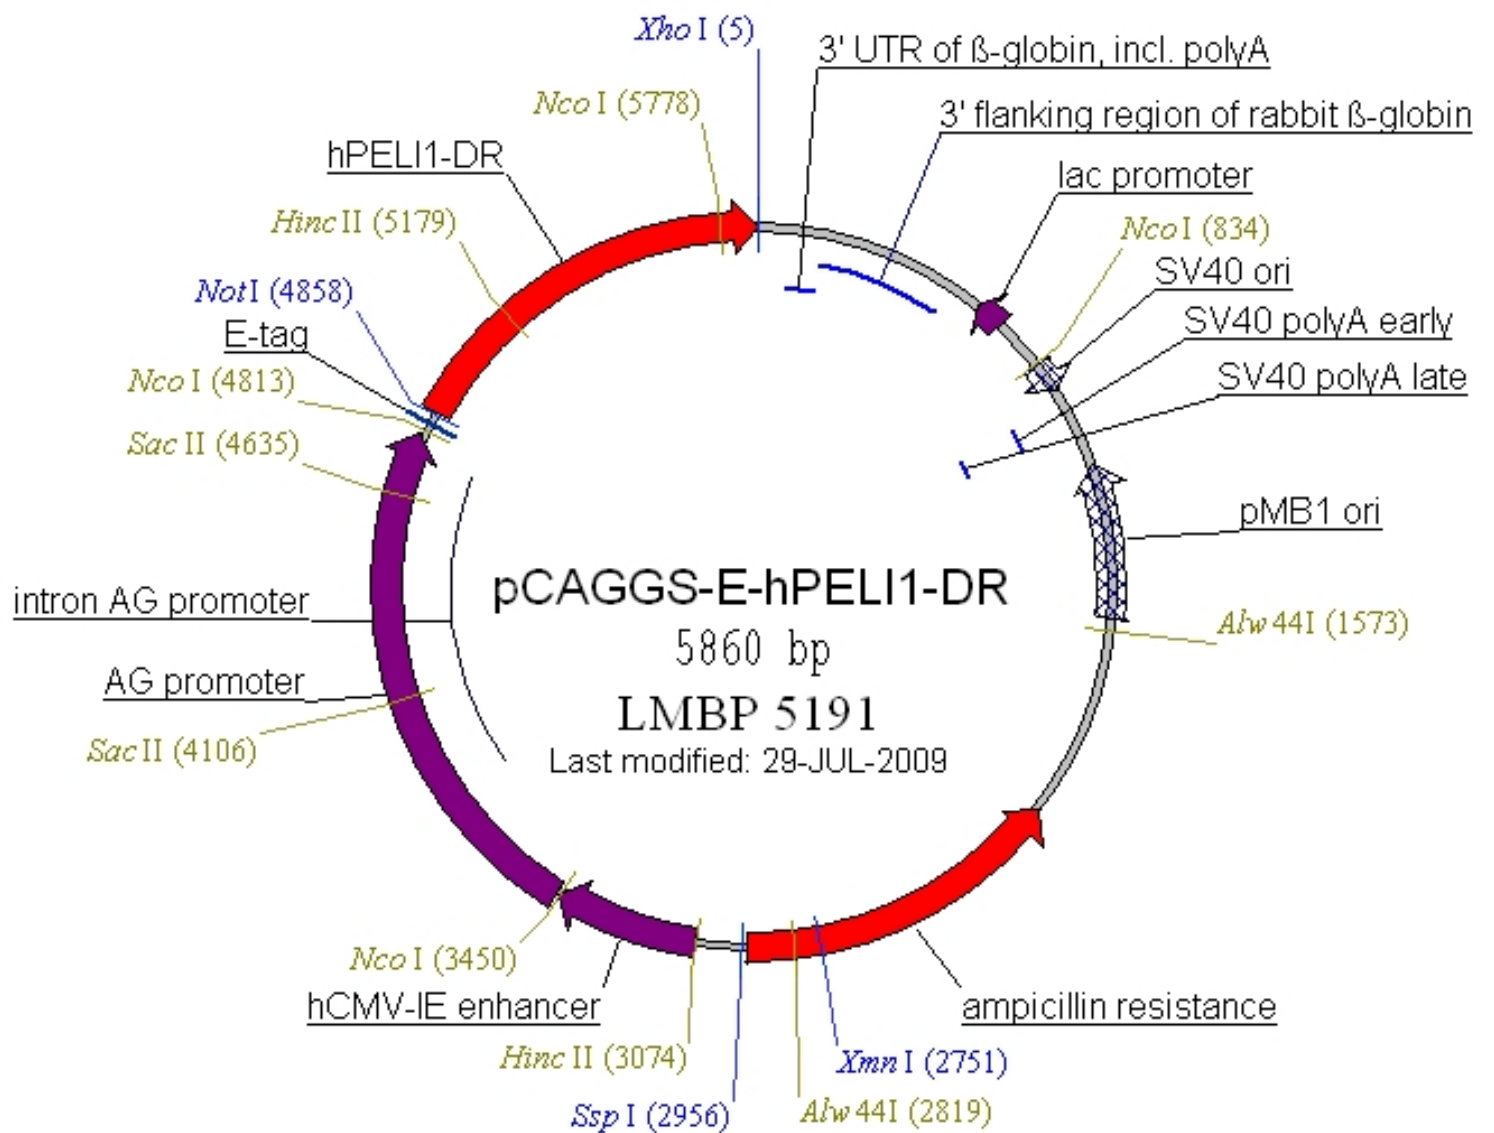 Xho I (5)
3' UTR of ß-globin, incl. polyA
Nco I (5778)
3' flanking region of rabbit ß-globin
hPELI1-DR
lac promoter
Hinc II (5179)
Nco I (834)
SV40 ori
Not I (4858)
E-tag
SV40 polyA early
Nco I (4813)
SV40 polyA late
Sac II (4635)
pMB1 ori
pCAGGS-E-hPELI1-DR
intron AG promoter
Alw 44I (1573)
5860 bp
AG promoter
LMBP 5191
Sac II (4106)
Last modified: 29-JUL-2009
Nco I (3450)
hCMV-IE enhancer
ampicillin resistance
Hinc II (3074)
Xmn I (2751)
Ssp I (2956)
Alw 44I (2819)